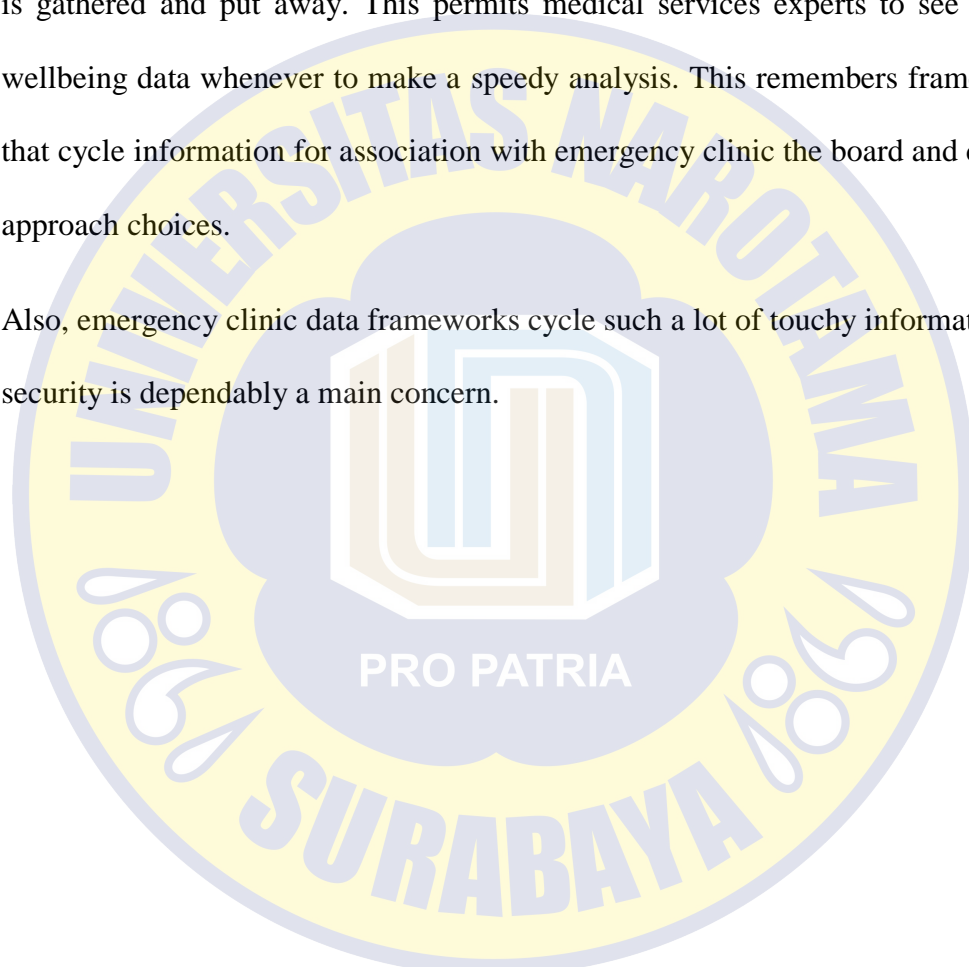 is gathered and put away. This permits medical services experts to see
wellbeing data whenever to make a speedy analysis. This remembers fram
that cycle information for association with emergency clinic the board and
approach choices.
Also, emergency clinic data frameworks cycle such a lot of touchy informat
security is dependably a main concern.
UNIVERSITAS NAROTAMA
PRO PATRIA
SURABAYA